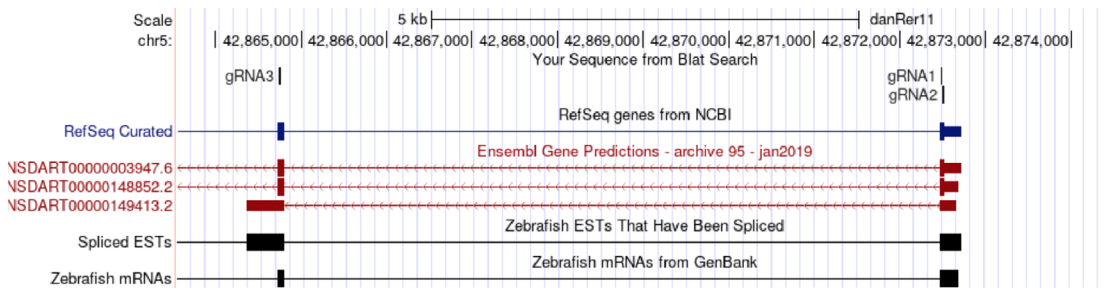 Scale 5 kb danRer11
chr5: 42,865,000 42,866,000 42,867,000 42,868,000 42,869,000 42,870,000 42,871,000 42,872,000 42,873,000 42,874,000
Your Sequence from Blat Search
gRNA3 gRNA1
gRNA2
RefSeq genes from NCBI
RefSeq Curated
Ensembl Gene Predictions - archive 95 - jan2019
NSDART00000003947.6
NSDART00000148852.2
NSDART00000149413.2
Zebrafish ESTs That Have Been Spliced
Spliced ESTs
Zebrafish mRNAs from GenBank
Zebrafish mRNAs